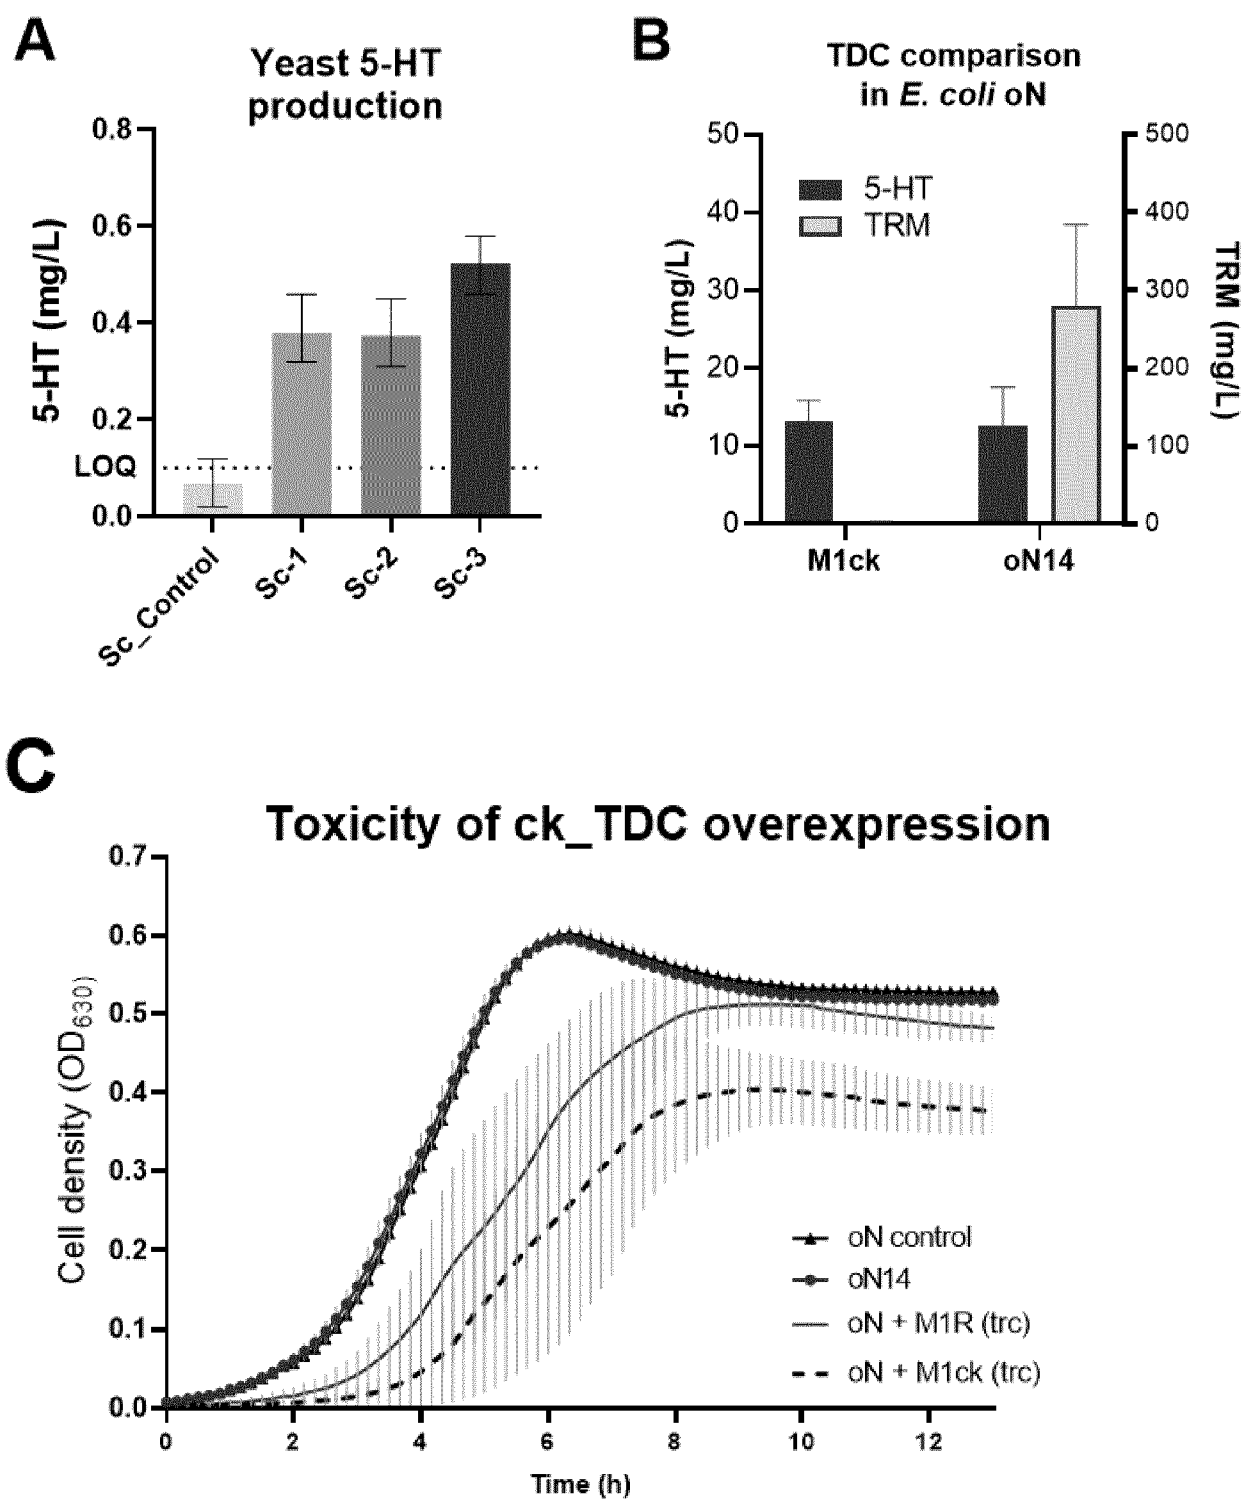 A
Yeast 5-HT
production
5-HT (mg/L)
0.8
0.6
0.4
0.2
LOQ
0.0
Sc_Control
Sc-1
Sc-2
Sc-3
B
TDC comparison
in E. coli oN
5-HT (mg/L)
50
40
30
20
10
0
5-HT
TRM
500
400
300
200
100
0
TRM (mg/L)
M1ck
oN14
C
Toxicity of ck_TDC overexpression
Cell density (OD630)
0.7
0.6
0.5
0.4
0.3
0.2
0.1
0.0
oN control
oN14
oN + M1R (trc)
oN + M1ck (trc)
0
2
4
6
8
10
12
Time (h)